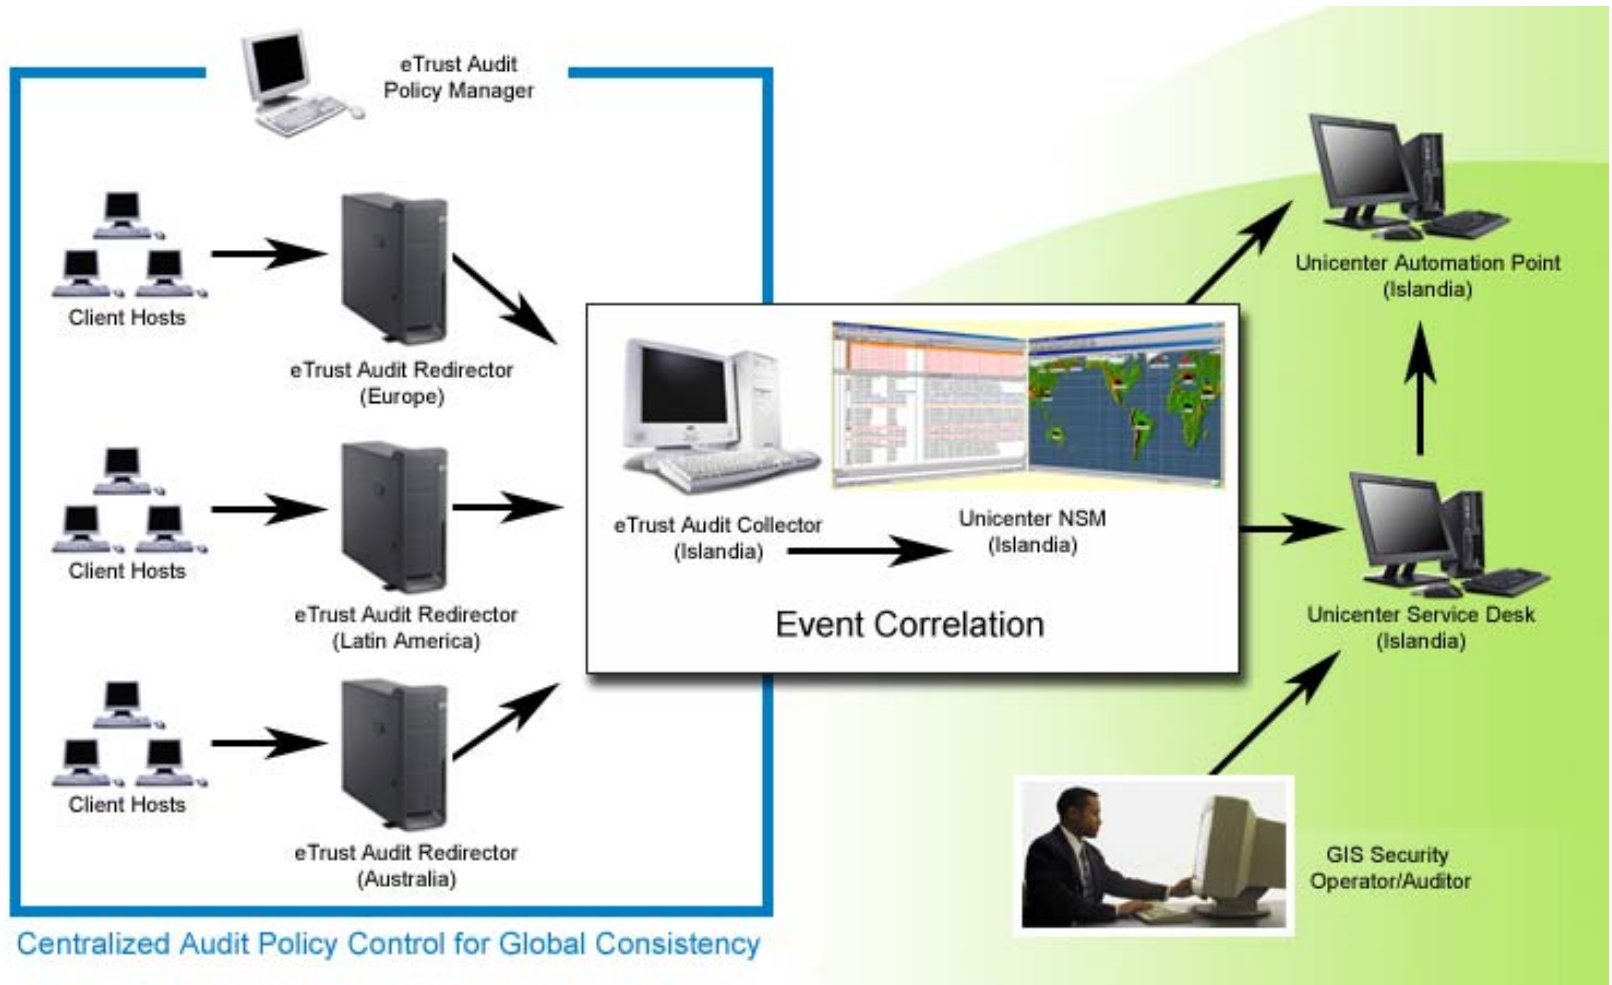 eTrust Audit
Policy Manager
Client Hosts
eTrust Audit Redirector
(Europe)
Client Hosts
eTrust Audit Redirector
(Latin America)
Client Hosts
eTrust Audit Redirector
(Australia)
Centralized Audit Policy Control for Global Consistency
eTrust Audit Collector
(Islandia)
Unicenter NSM
(Islandia)
Event Correlation
Unicenter Automation Point
(Islandia)
Unicenter Service Desk
(Islandia)
GIS Security
Operator/Auditor